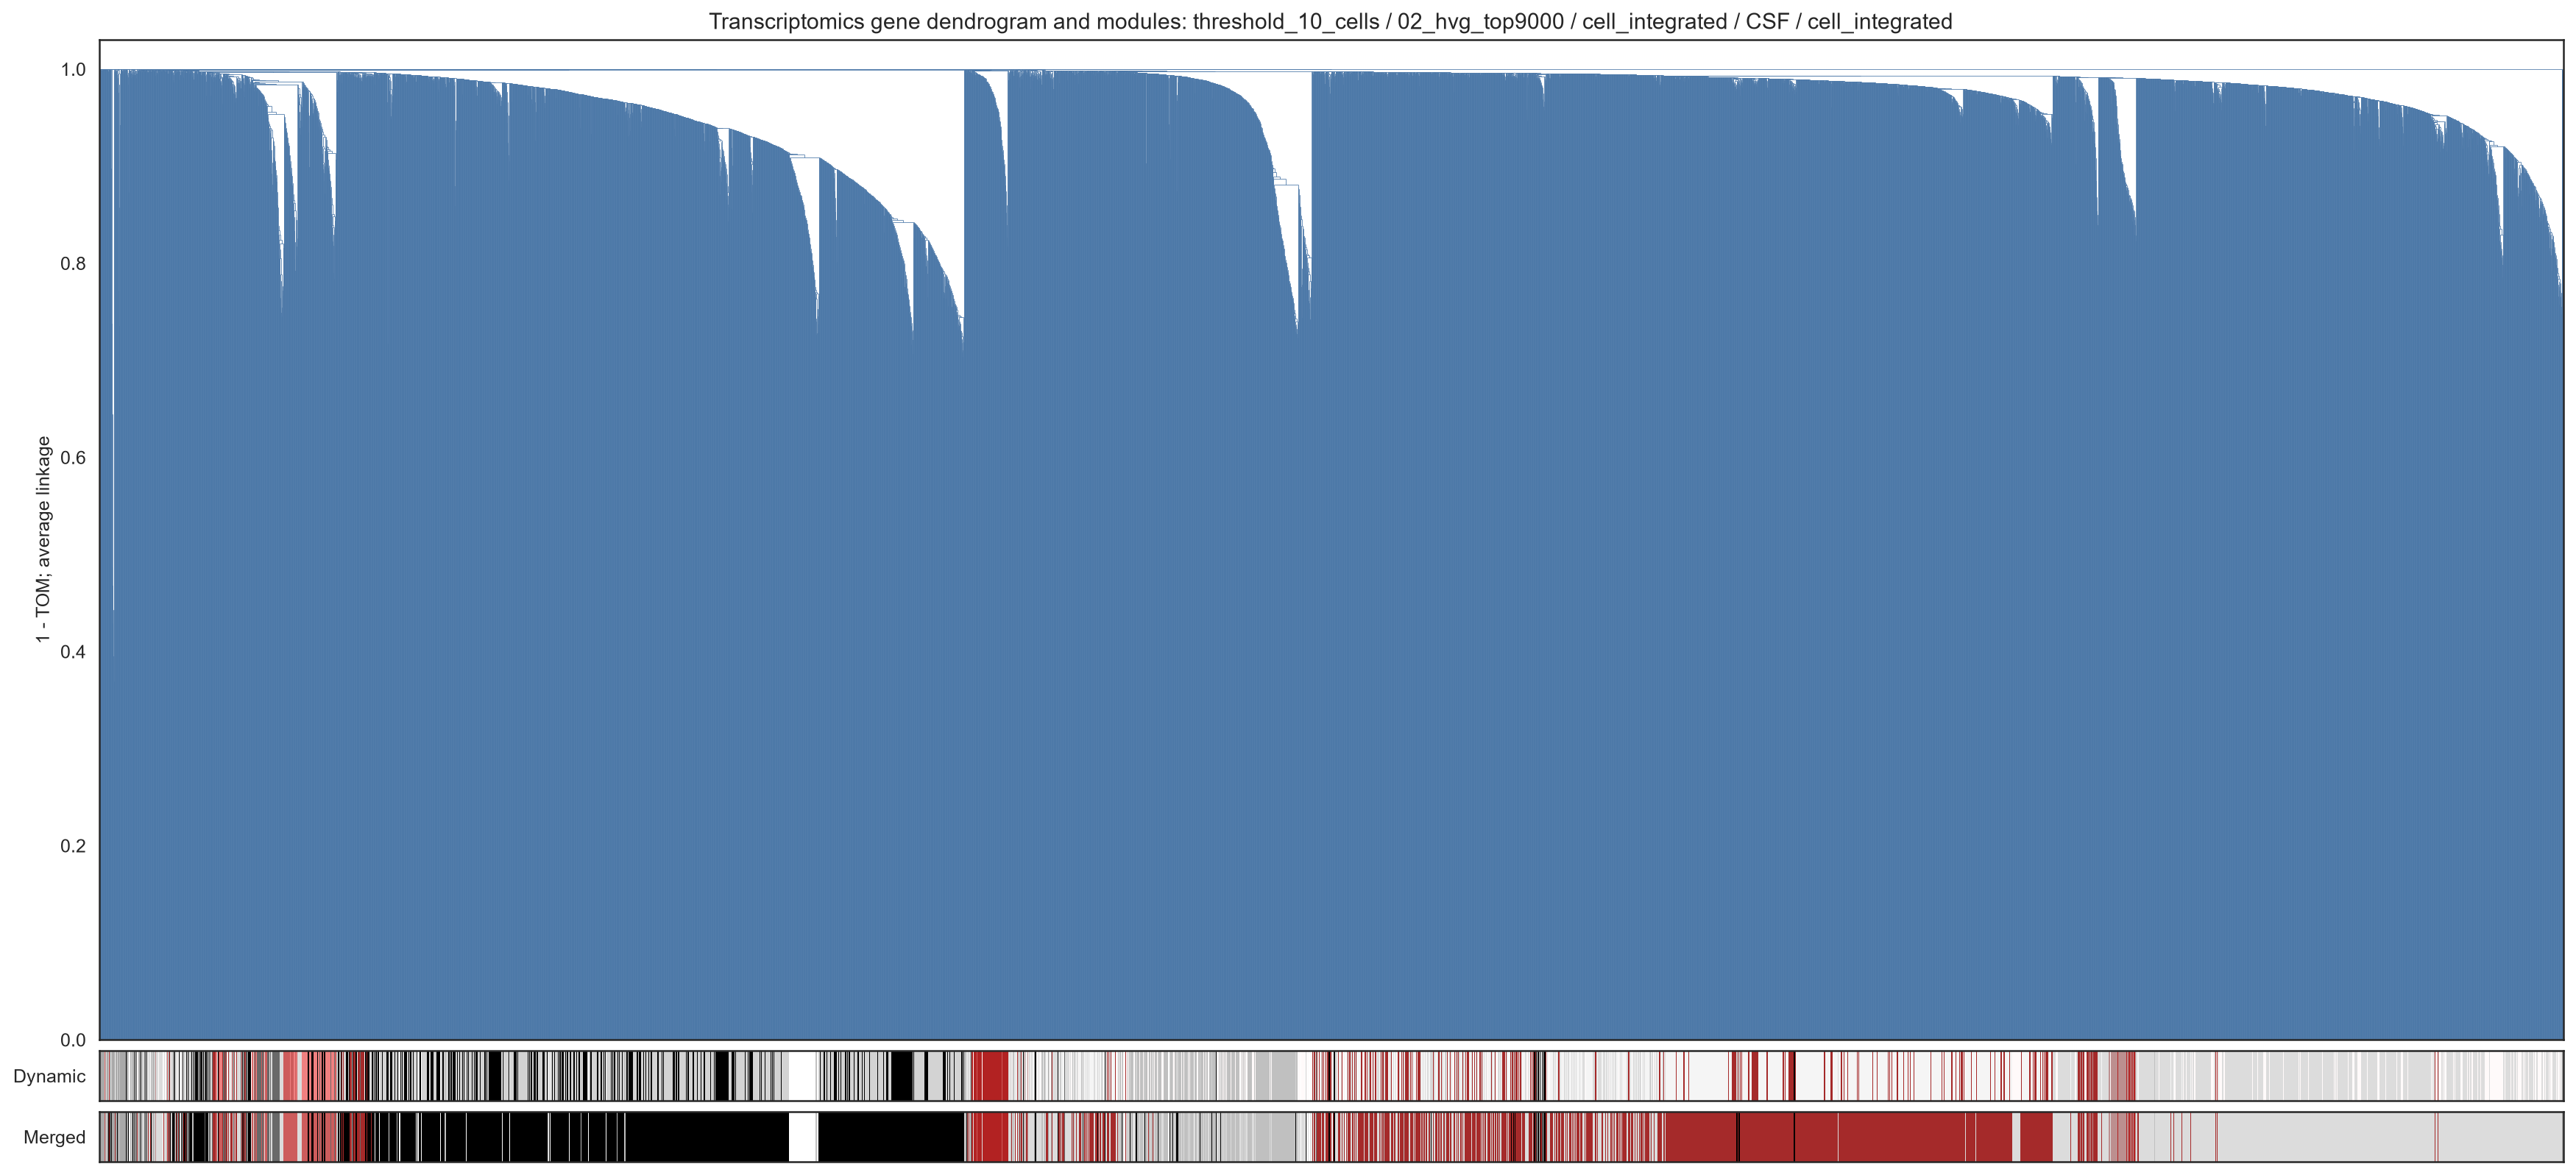 Transcriptomics gene dendrogram and modules: threshold_10_cells / 02_hvg_top9000 / cell_integrated / CSF / cell_integrated
1.0
0.8
0.6
0.4
0.2
0.0
1 - TOM; average linkage
Dynamic
Merged